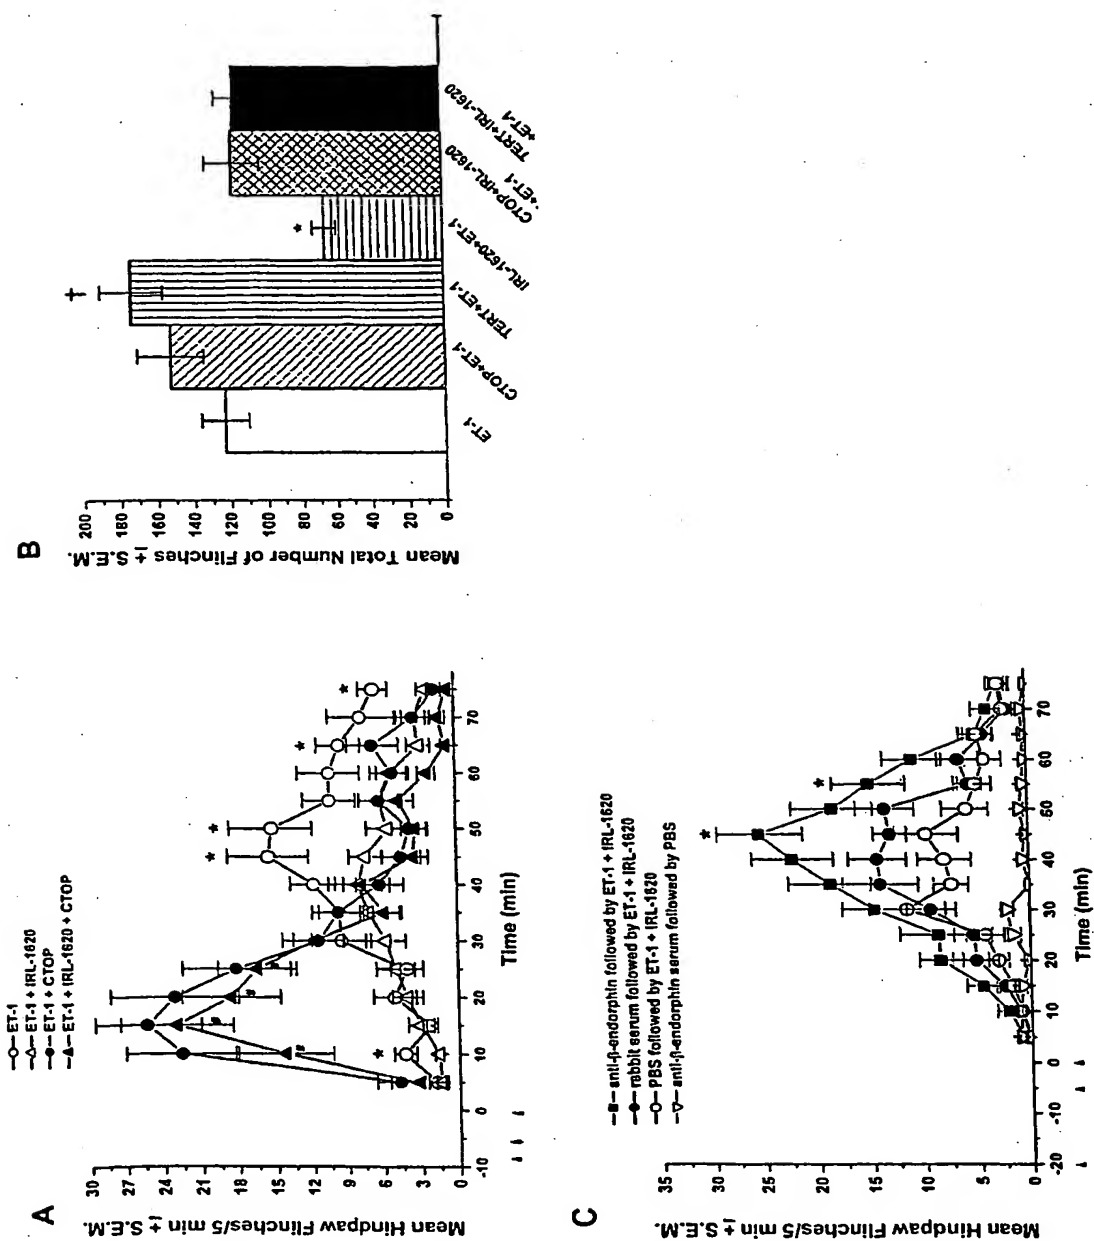 A
—○— ET-1
—△— ET-1 + IRL-1620
—●— ET-1 + CTOP
—▲— ET-1 + IRL-1620 + CTOP
Mean Hindpaw Flinches/5 min ± S.E.M.
30
27
24
21
18
15
12
9
6
3
-10 0 10 20 30 40 50 60 70
Time (min)
* * * * *
# # # #
B
Mean Total Number of Flinches ± S.E.M.
200
180
160
140
120
100
80
60
40
20
0
†
*
ET-1
CTOP+ET-1
TERT+ET-1
IRL-1620+ET-1
CTOP+IRL-1620
+ET-1
TERT+IRL-1620
+ET-1
C
—■— anti-β-endorphin followed by ET-1 + IRL-1620
—●— rabbit serum followed by ET-1 + IRL-1620
—○— PBS followed by ET-1 + IRL-1620
—▽— anti-β-endorphin serum followed by PBS
Mean Hindpaw Flinches/5 min ± S.E.M.
35
30
25
20
15
10
5
0
-20 -10 0 10 20 30 40 50 60 70
Time (min)
* *